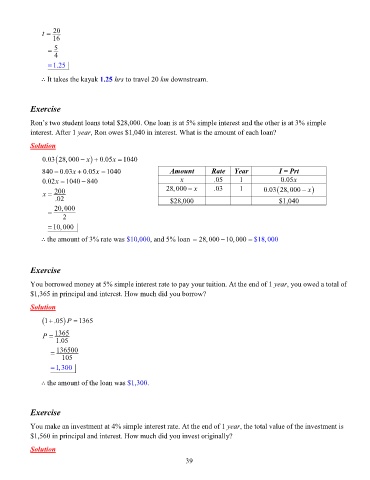 t = 20/16
= 5/4
= 1.25
∴ It takes the kayak 1.25 hrs to travel 20 km downstream.
Exercise
Ron's two student loans total $28,000. One loan is at 5% simple interest and the other is at 3% simple
interest. After 1 year, Ron owes $1,040 in interest. What is the amount of each loan?
Solution
0.03(28,000 − x) + 0.05x = 1040
840 − 0.03x + 0.05x = 1040
0.02x = 1040 − 840
x = 200/.02
= 20,000/2
= 10,000
Amount Rate Year I = Prt
x .05 1 0.05x
28,000 − x .03 1 0.03(28,000 − x)
$28,000 $1,040
∴ the amount of 3% rate was $10,000, and 5% loan = 28,000 − 10,000 = $18,000
Exercise
You borrowed money at 5% simple interest rate to pay your tuition. At the end of 1 year, you owed a total of
$1,365 in principal and interest. How much did you borrow?
Solution
(1 + .05)P = 1365
P = 1365/1.05
= 136500/105
= 1,300
∴ the amount of the loan was $1,300.
Exercise
You make an investment at 4% simple interest rate. At the end of 1 year, the total value of the investment is
$1,560 in principal and interest. How much did you invest originally?
Solution
39